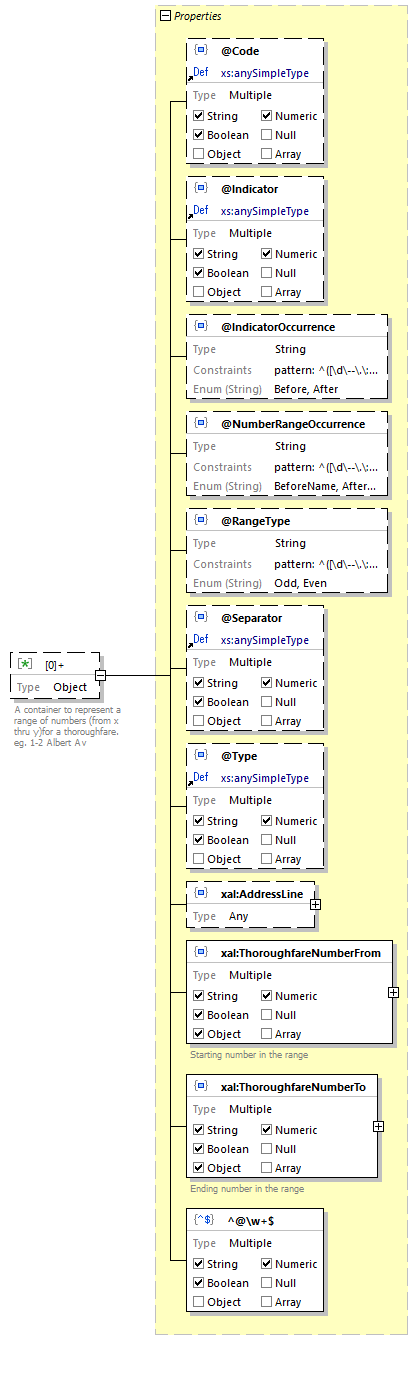 Properties
@Code
Def xs:anySimpleType
Type Multiple
String Numeric
Boolean Null
Object Array
@Indicator
Def xs:anySimpleType
Type Multiple
String Numeric
Boolean Null
Object Array
@IndicatorOccurrence
Type String
Constraints pattern: ^([\d\--\.\:...
Enum (String) Before, After
@NumberRangeOccurrence
Type String
Constraints pattern: ^([\d\--\.\:...
Enum (String) BeforeName, After...
@RangeType
Type String
Constraints pattern: ^([\d\--\.\:...
Enum (String) Odd, Even
@Separator
Def xs:anySimpleType
Type Multiple
String Numeric
Boolean Null
Object Array
[0]+
Type Object
A container to represent a
range of numbers (from x
thru y)for a thoroughfare.
eg. 1-2 Albert Av
@Type
Def xs:anySimpleType
Type Multiple
String Numeric
Boolean Null
Object Array
xal:AddressLine
Type Any
xal:ThoroughfareNumberFrom
Type Multiple
String Numeric
Boolean Null
Object Array
Starting number in the range
xal:ThoroughfareNumberTo
Type Multiple
String Numeric
Boolean Null
Object Array
Ending number in the range
^@\w+$
Type Multiple
String Numeric
Boolean Null
Object Array